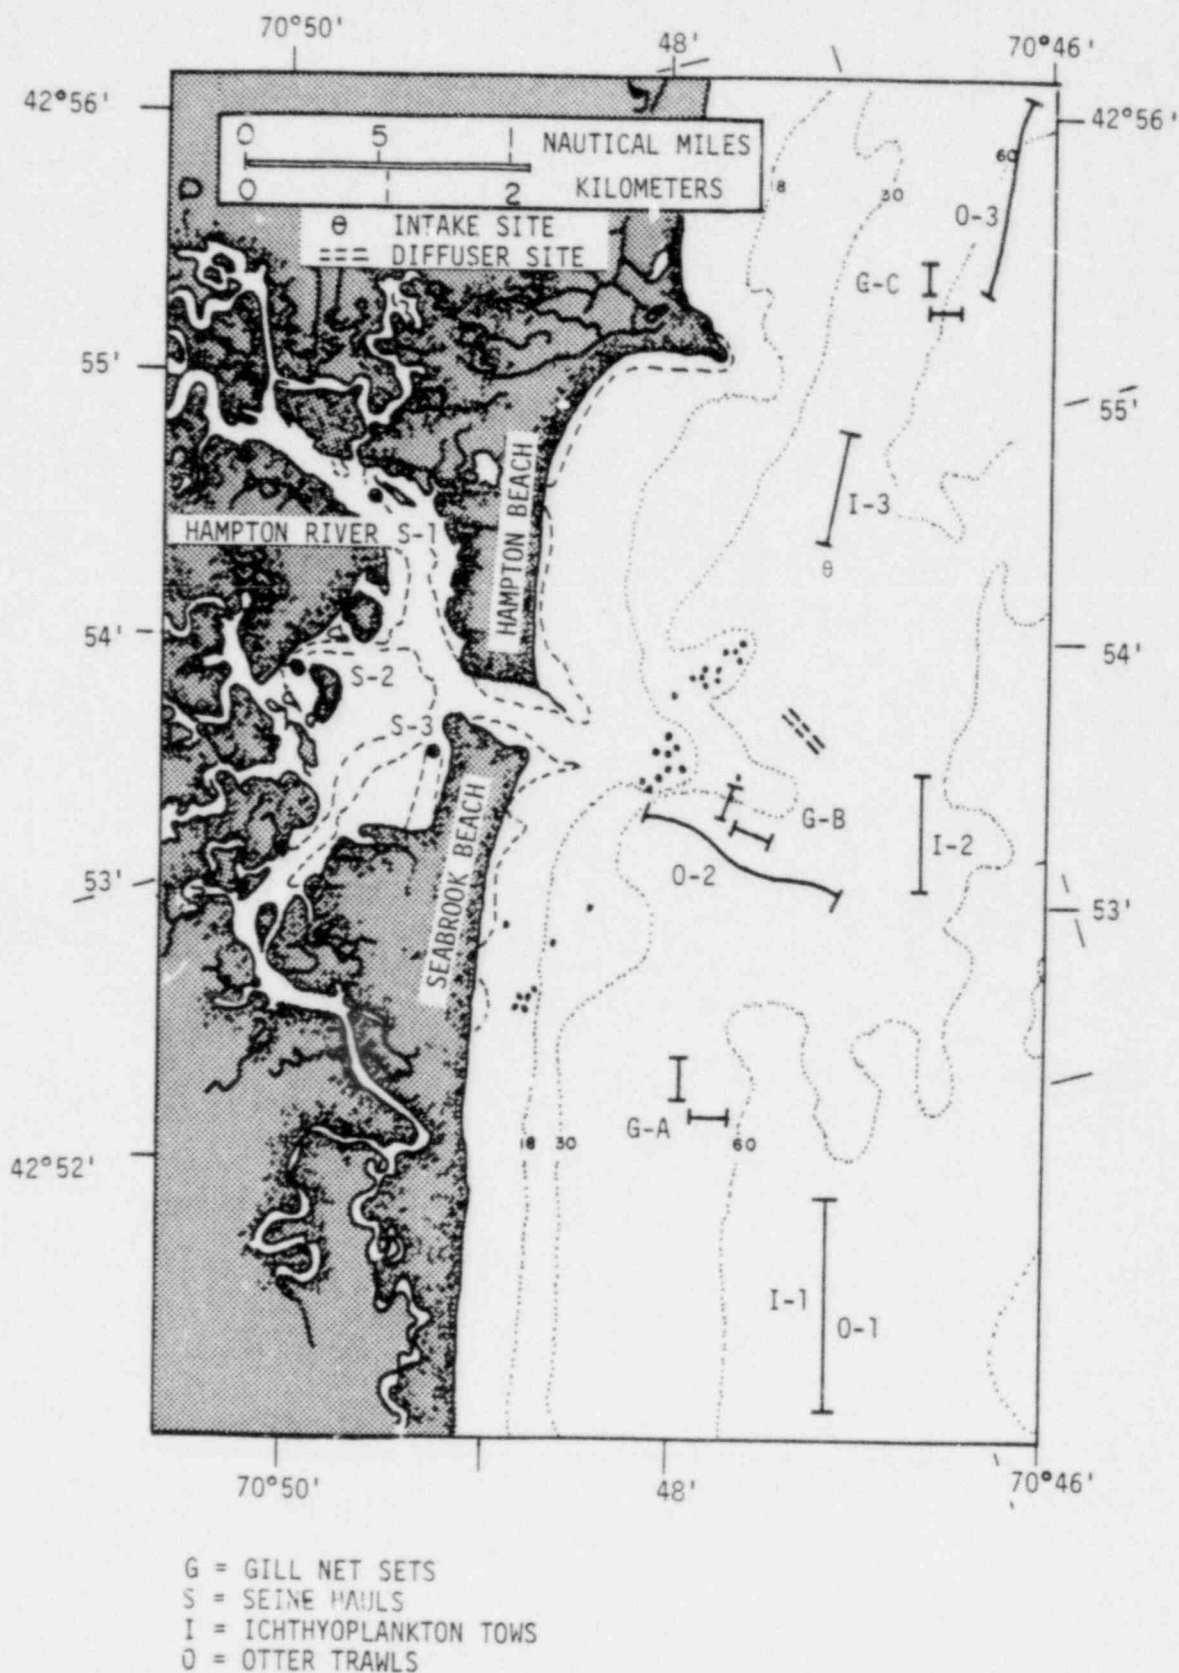 70°50'
48'
70°46'
42°56'
42°56'
0 5 1 NAUTICAL MILES
0 1 2 KILOMETERS
θ INTAKE SITE
=== DIFFUSER SITE
18
30
60
O-3
G-C
55'
55'
HAMPTON BEACH
I-3
HAMPTON RIVER S-1
θ
54'
54'
S-2
S-3
SEABROOK BEACH
G-B
I-2
O-2
53'
53'
G-A
18
30
60
42°52'
I-1
O-1
70°50'
48'
70°46'
G = GILL NET SETS
S = SEINE HAULS
I = ICHTHYOPLANKTON TOWS
O = OTTER TRAWLS